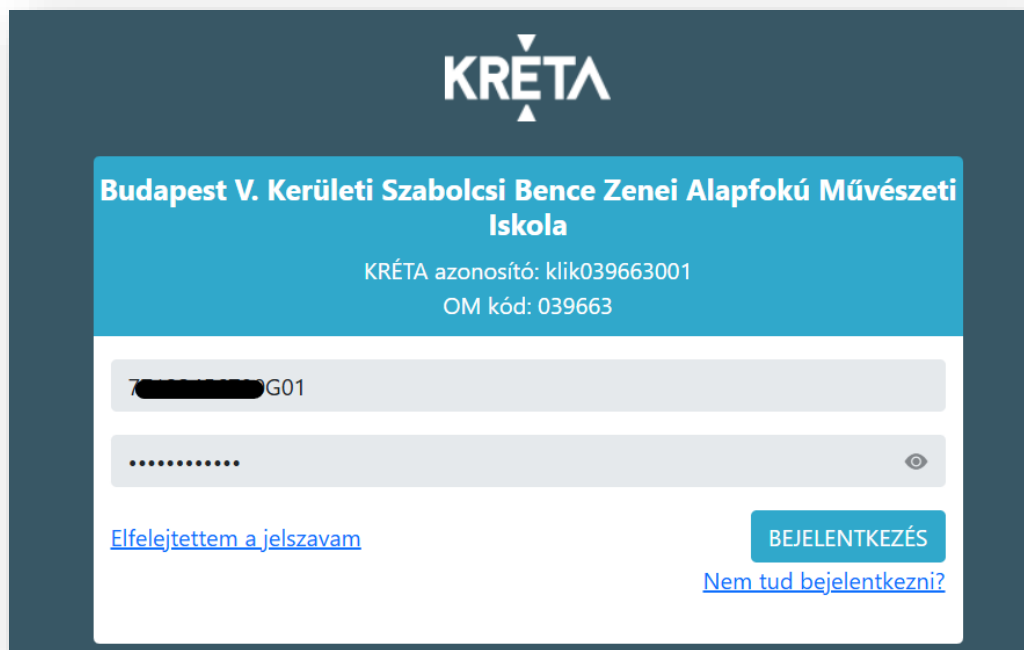 KRÉTA
Budapest V. Kerületi Szabolcsi Bence Zenei Alapfokú Művészeti
Iskola
KRÉTA azonosító: klik039663001
OM kód: 039663
G01
••••••••••••
Elfelejtettem a jelszavam
BEJELENTKEZÉS
Nem tud bejelentkezni?